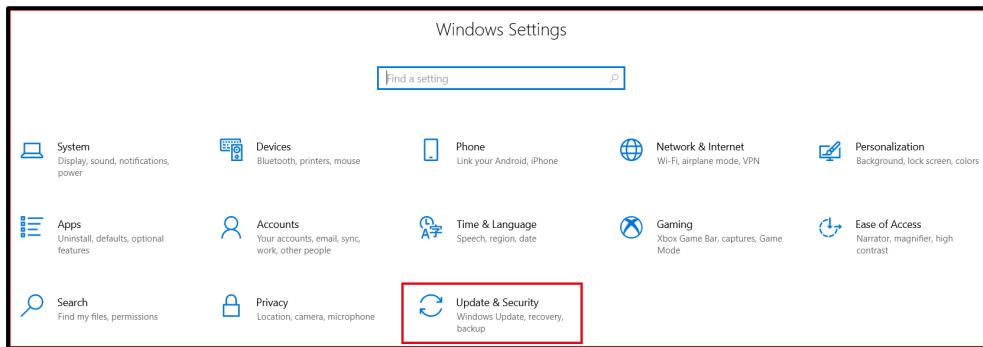 Windows Settings
Find a setting
System
Display, sound, notifications,
power
Devices
Bluetooth, printers, mouse
Phone
Link your Android, iPhone
Network & Internet
Wi-Fi, airplane mode, VPN
Personalization
Background, lock screen, colors
Apps
Uninstall, defaults, optional
features
Accounts
Your accounts, email, sync,
work, other people
Time & Language
Speech, region, date
Gaming
Xbox Game Bar, captures, Game
Mode
Ease of Access
Narrator, magnifier, high
contrast
Search
Find my files, permissions
Privacy
Location, camera, microphone
Update & Security
Windows Update, recovery,
backup